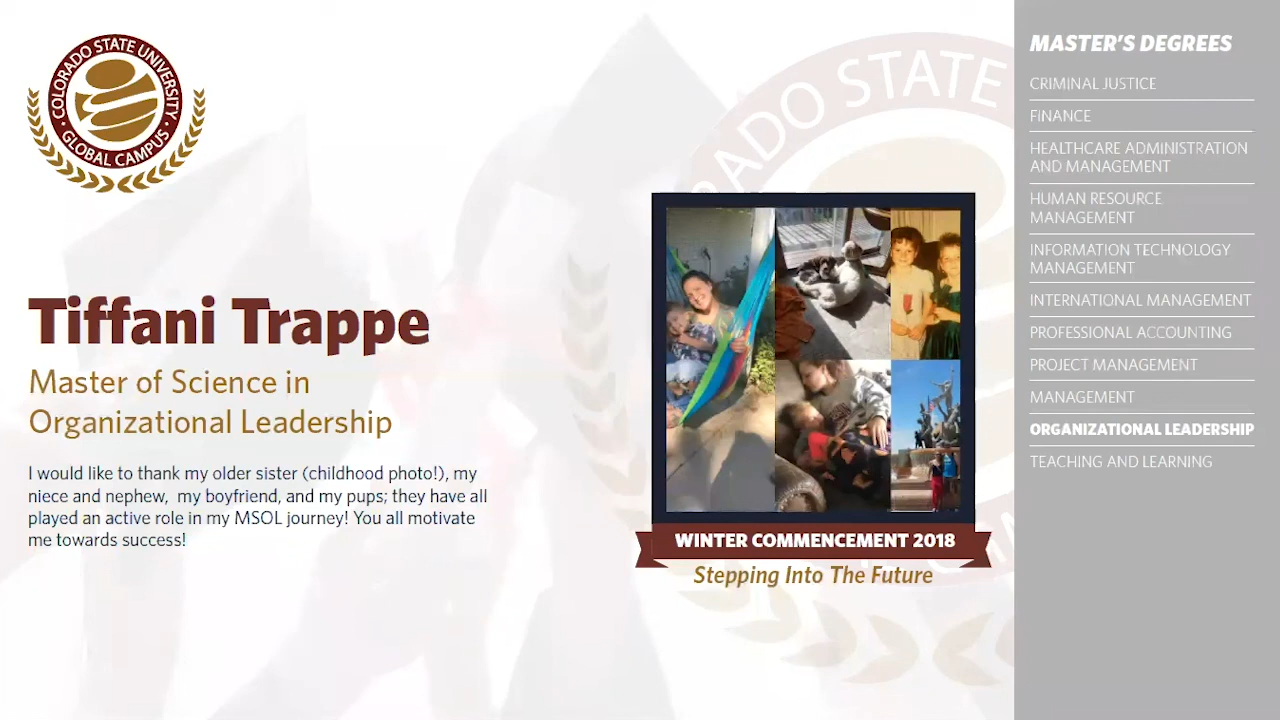 COLORADO STATE UNIVERSITY
GLOBAL CAMPUS
Tiffani Trappe
Master of Science in
Organizational Leadership
I would like to thank my older sister (childhood photo!), my
niece and nephew,  my boyfriend, and my pups; they have all
played an active role in my MSOL journey! You all motivate
me towards success!
WINTER COMMENCEMENT 2018
Stepping Into The Future
MASTER'S DEGREES
CRIMINAL JUSTICE
FINANCE
HEALTHCARE ADMINISTRATION
AND MANAGEMENT
HUMAN RESOURCE
MANAGEMENT
INFORMATION TECHNOLOGY
MANAGEMENT
INTERNATIONAL MANAGEMENT
PROFESSIONAL ACCOUNTING
PROJECT MANAGEMENT
MANAGEMENT
ORGANIZATIONAL LEADERSHIP
TEACHING AND LEARNING